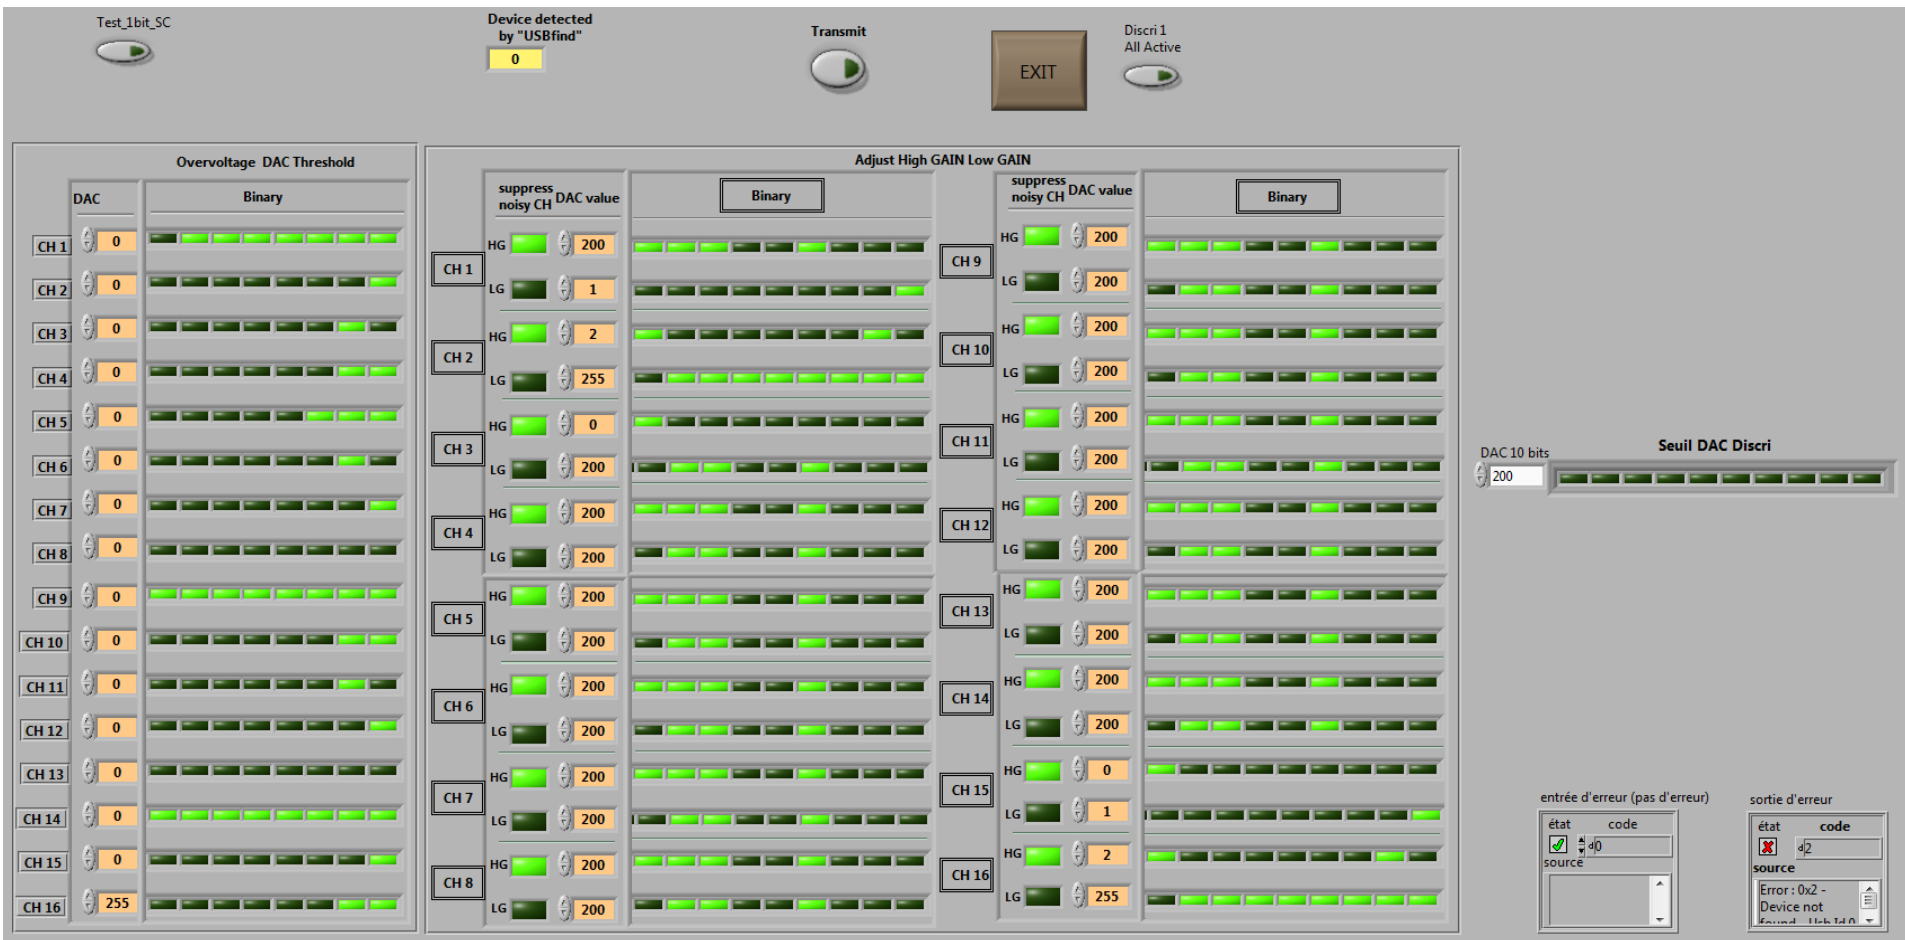 Test_1bit_SC
Device detected
by "USBfind"
0
Transmit
EXIT
Discri 1
All Active
Overvoltage DAC Threshold
DAC
Binary
CH 1
0
CH 2
0
CH 3
0
CH 4
0
CH 5
0
CH 6
0
CH 7
0
CH 8
0
CH 9
0
CH 10
0
CH 11
0
CH 12
0
CH 13
0
CH 14
0
CH 15
0
CH 16
255
Adjust High GAIN Low GAIN
suppress
noisy CH
DAC value
Binary
CH 1
HG
200
LG
1
CH 2
HG
2
LG
255
CH 3
HG
0
LG
200
CH 4
HG
200
LG
200
CH 5
HG
200
LG
200
CH 6
HG
200
LG
200
CH 7
HG
200
LG
200
CH 8
HG
200
LG
200
suppress
noisy CH
DAC value
Binary
CH 9
HG
200
LG
200
CH 10
HG
200
LG
200
CH 11
HG
200
LG
200
CH 12
HG
200
LG
200
CH 13
HG
200
LG
200
CH 14
HG
200
LG
200
CH 15
HG
0
LG
1
CH 16
HG
2
LG
255
DAC 10 bits
200
Seuil DAC Discri
entrée d'erreur (pas d'erreur)
état
code
d0
source
sortie d'erreur
état
code
d2
source
Error : 0x2 -
Device not
found - Usb Id 0